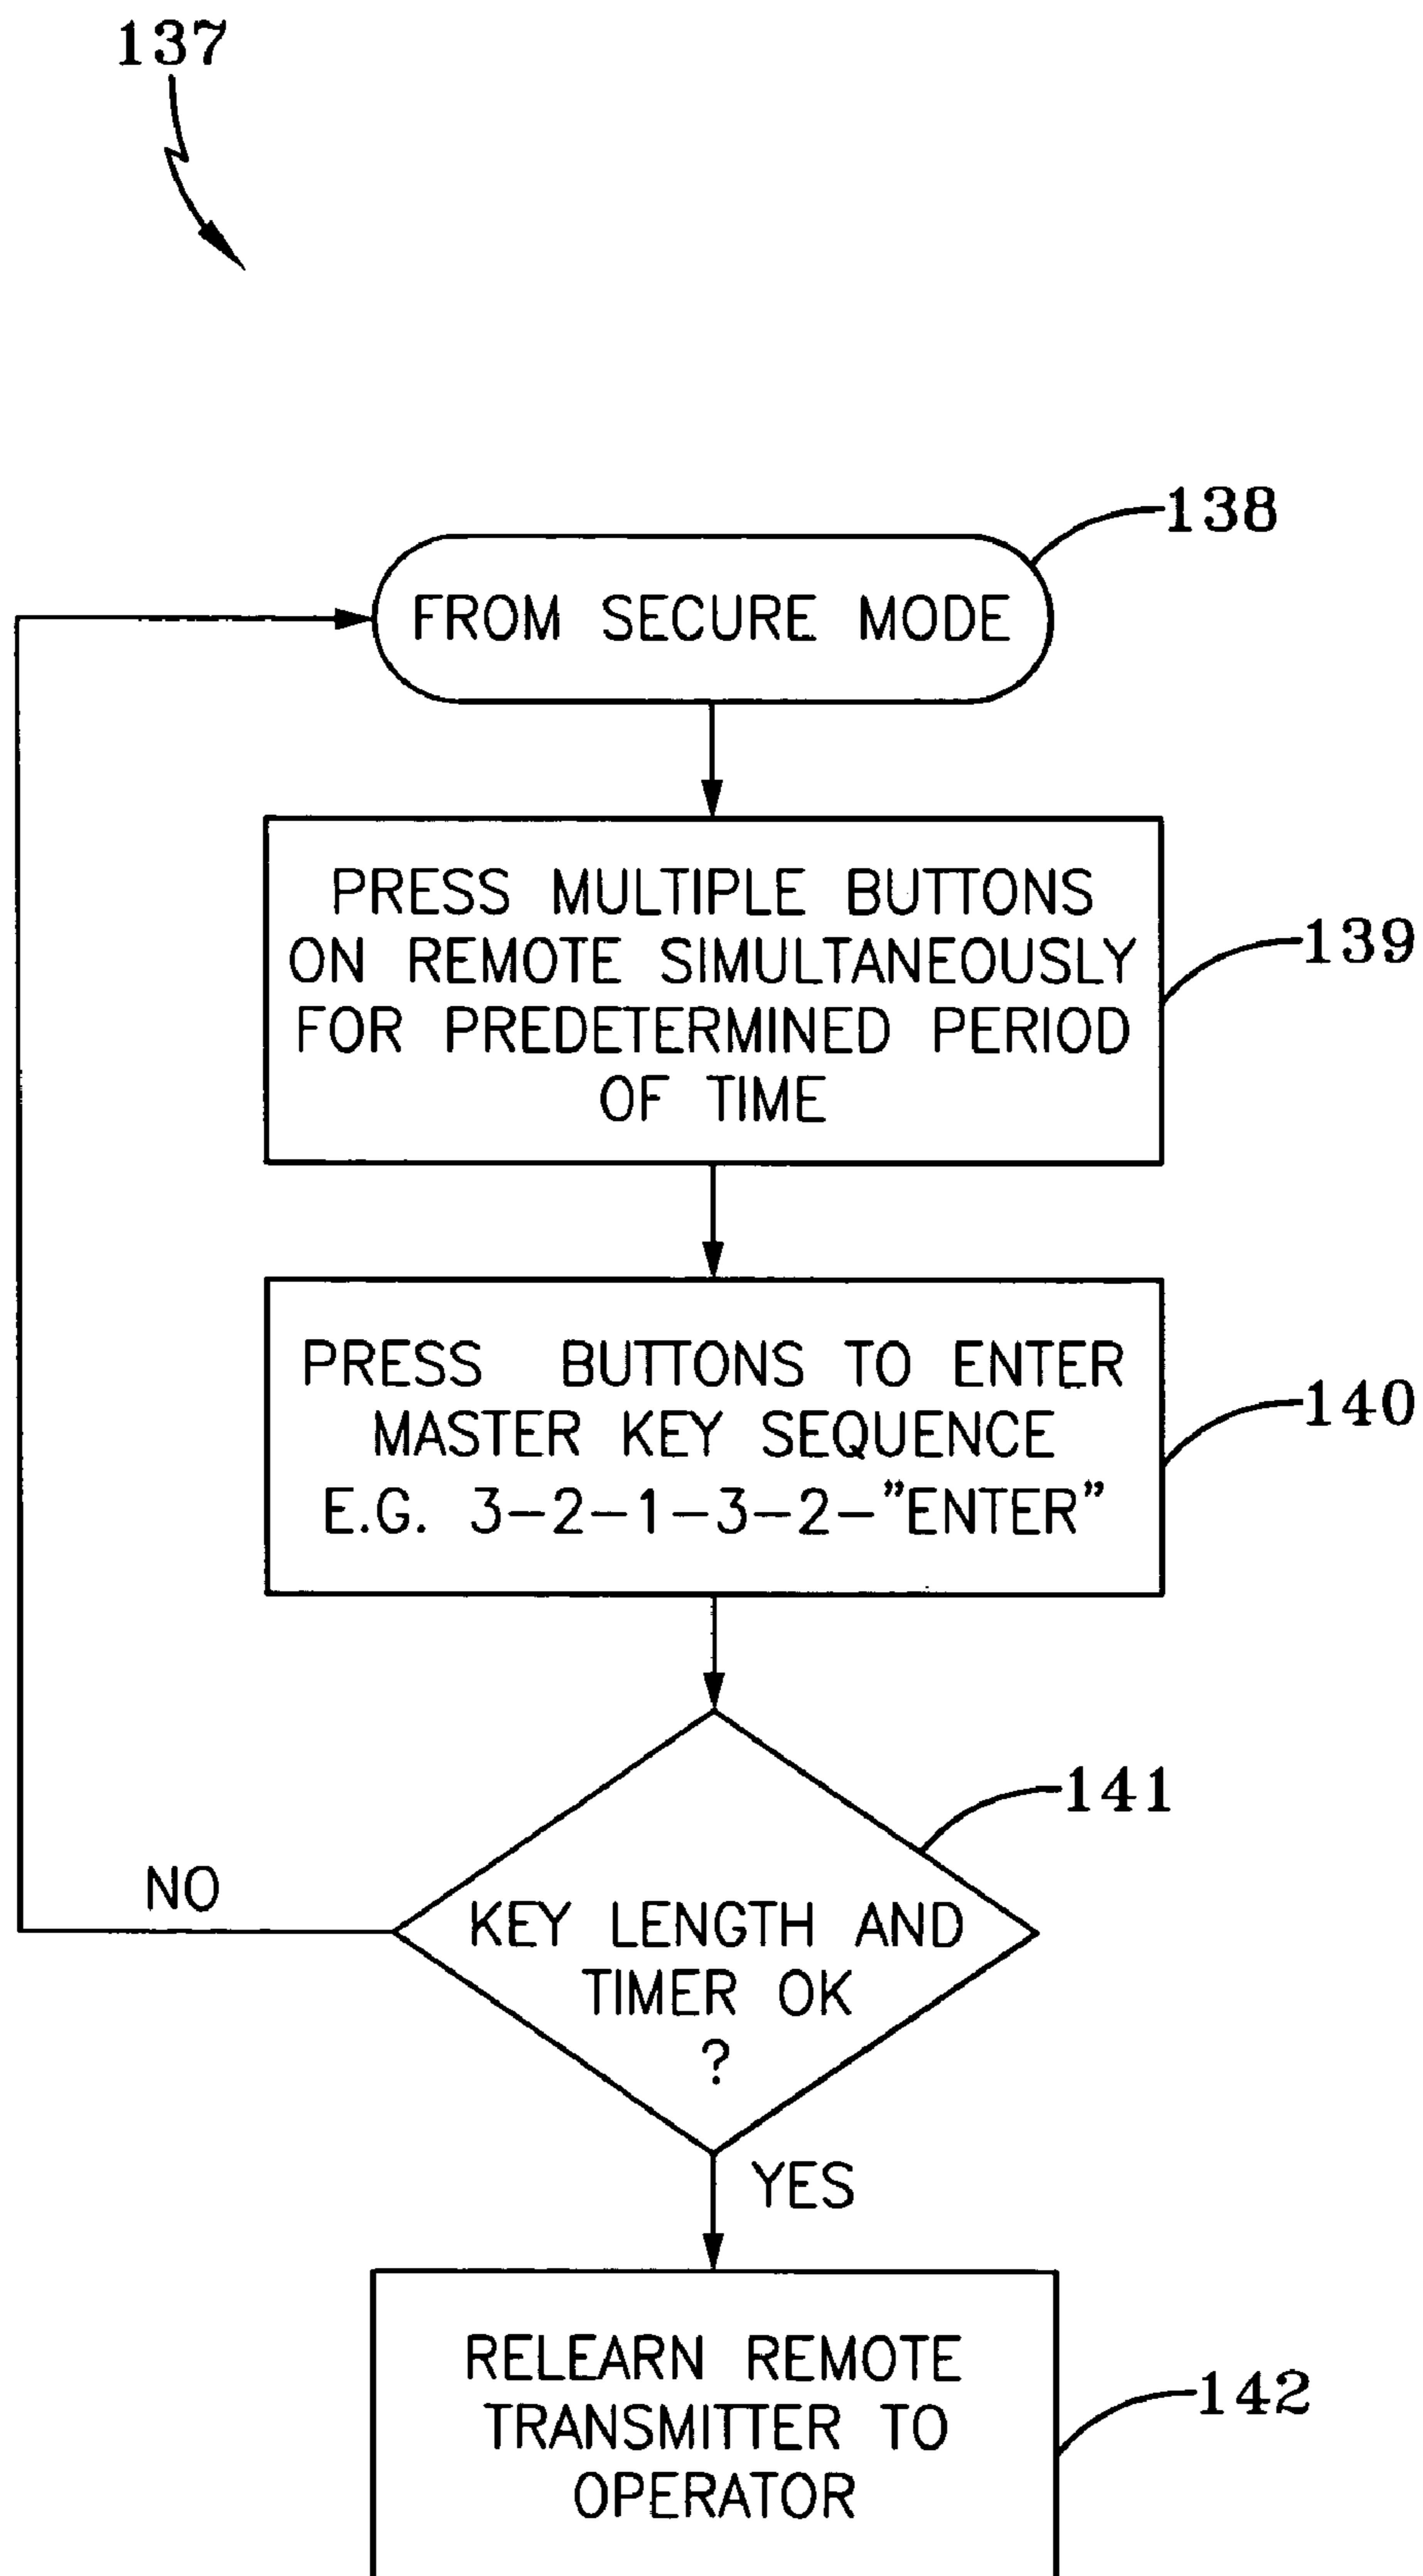 137
138
FROM SECURE MODE
PRESS MULTIPLE BUTTONS
ON REMOTE SIMULTANEOUSLY
FOR PREDETERMINED PERIOD
OF TIME
139
PRESS BUTTONS TO ENTER
MASTER KEY SEQUENCE
E.G. 3-2-1-3-2-"ENTER"
140
141
NO
KEY LENGTH AND
TIMER OK
?
YES
RELEARN REMOTE
TRANSMITTER TO
OPERATOR
142